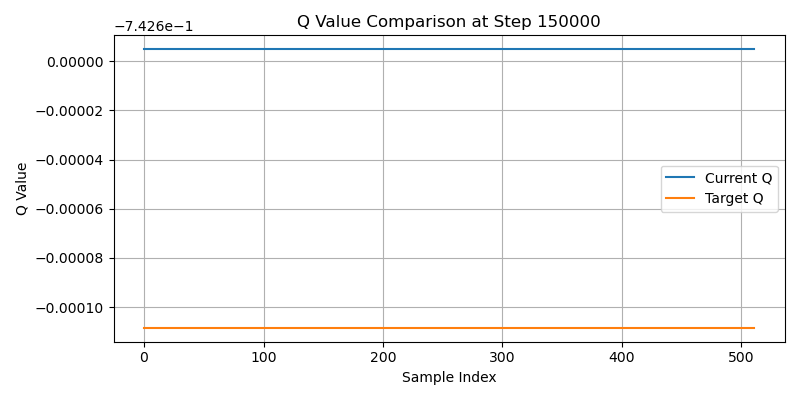 Q Value Comparison at Step 150000
−7.426e−1
0.00000
−0.00002
−0.00004
−0.00006
−0.00008
−0.00010
Q Value
Current Q
Target Q
0 100 200 300 400 500
Sample Index